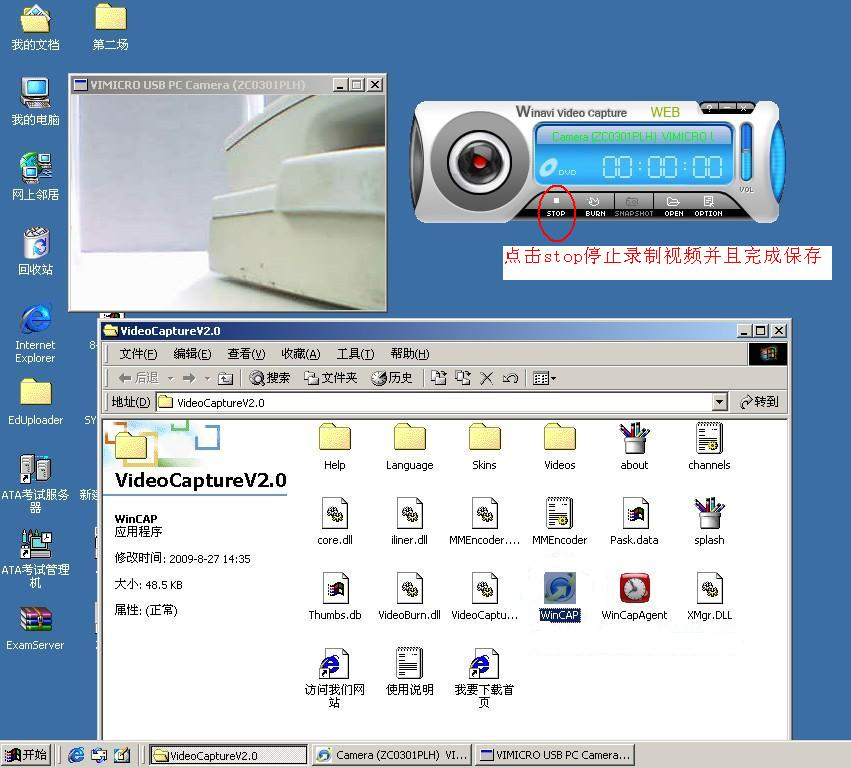 我的文档
第二场
我的电脑
网上邻居
回收站
Internet
Explorer
EdUploader
ATA考试服务
器
ATA考试管理
机
ExamServer
8-
SY
新建
VIMICRO USB PC Camera (ZC0301PLH)
Winavi Video Capture WEB
? - ×
Camera (ZC0301PLH) VIMICRO U
DVD 00:00:00
VOL
STOP BURN SNAPSHOT OPEN OPTION
点击stop停止录制视频并且完成保存
VideoCaptureV2.0
文件(F) 编辑(E) 查看(V) 收藏(A) 工具(T) 帮助(H)
后退 搜索 文件夹 历史
地址(D) VideoCaptureV2.0 转到
VideoCaptureV2.0
WinCAP
应用程序
修改时间: 2009-8-27 14:35
大小: 48.5 KB
属性: (正常)
Help Language Skins Videos about channels
core.dll iliner.dll MMEncoder.... MMEncoder Pask.data splash
Thumbs.db VideoBurn.dll VideoCaptu... WinCAP WinCapAgent XMgr.DLL
访问我们网
站
使用说明
我要下载首
页
开始 VideoCaptureV2.0 Camera (ZC0301PLH) VI... VIMICRO USB PC Camera...